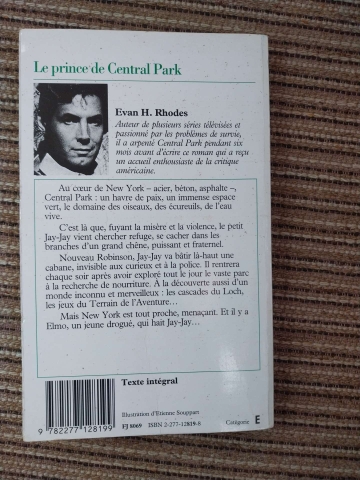 Le prince de Central Park
Evan H. Rhodes
Auteur de plusieurs séries télévisées et
passionné par les problèmes de survie,
il a arpenté Central Park pendant six
mois avant d'écrire ce roman qui a reçu
un accueil enthousiaste de la critique
américaine.
Au cœur de New York – acier, béton, asphalte –,
Central Park : un havre de paix, un immense espace
vert, le domaine des oiseaux, des écureuils, de l'eau
vive.
C'est là que, fuyant la misère et la violence, le petit
Jay-Jay vient chercher refuge, se cacher dans les
branches d'un grand chêne, puissant et fraternel.
Nouveau Robinson, Jay-Jay va bâtir là-haut une
cabane, invisible aux curieux et à la police. Il rentrera
chaque soir après avoir exploré tout le jour le vaste parc
à la recherche de nourriture. À la découverte aussi d'un
monde inconnu et merveilleux : les cascades du Loch,
les jeux du Terrain de l'Aventure...
Mais New York est tout proche, menaçant. Et il y a
Elmo, un jeune drogué, qui hait Jay-Jay...
Texte intégral
Illustration d'Etienne Souppart
9 782277 128199
FJ 8069 ISBN 2-277-12819-8
Catégorie E